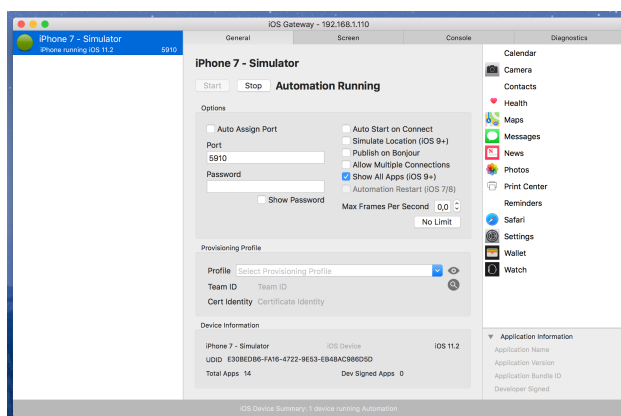 iOS Gateway - 192.168.1.110
iPhone 7 - Simulator
iPhone running iOS 11.2 5910
General Screen Console Diagnostics
iPhone 7 - Simulator
Start Stop Automation Running
Options
Auto Assign Port
Port
5910
Password
Show Password
Auto Start on Connect
Simulate Location (iOS 9+)
Publish on Bonjour
Allow Multiple Connections
Show All Apps (iOS 9+)
Automation Restart (iOS 7/8)
Max Frames Per Second 0,0
No Limit
Provisioning Profile
Profile Select Provisioning Profile
Team ID Team ID
Cert Identity Certificate Identity
Device Information
iPhone 7 - Simulator iOS Device iOS 11.2
UDID E30BEDB6-FA16-4722-9E53-EB48AC986D5D
Total Apps 14 Dev Signed Apps 0
Calendar
Camera
Contacts
Health
Maps
Messages
News
Photos
Print Center
Reminders
Safari
Settings
Wallet
Watch
Application Information
Application Name
Application Version
Application Bundle ID
Developer Signed
iOS Device Summary: 1 device running Automation